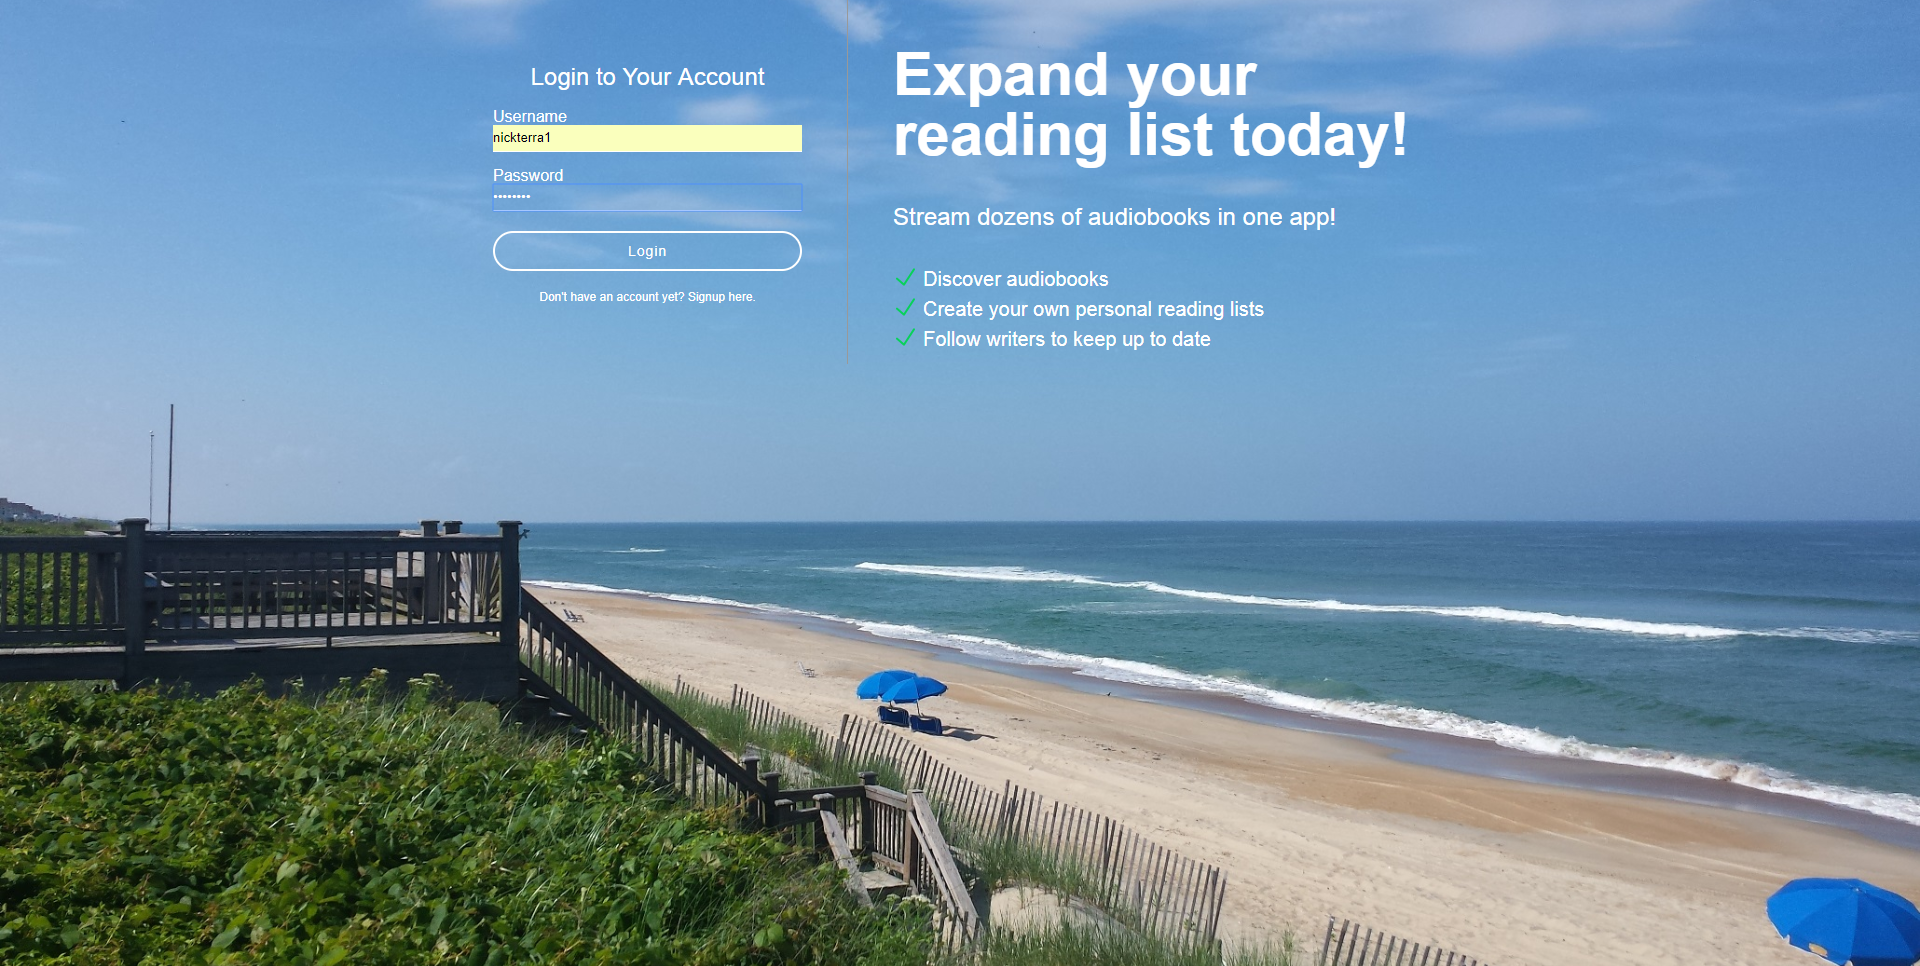 Login to Your Account
Username
nickterra1
Password
••••••••
Login
Don't have an account yet? Signup here.
Expand your
reading list today!
Stream dozens of audiobooks in one app!
Discover audiobooks
Create your own personal reading lists
Follow writers to keep up to date